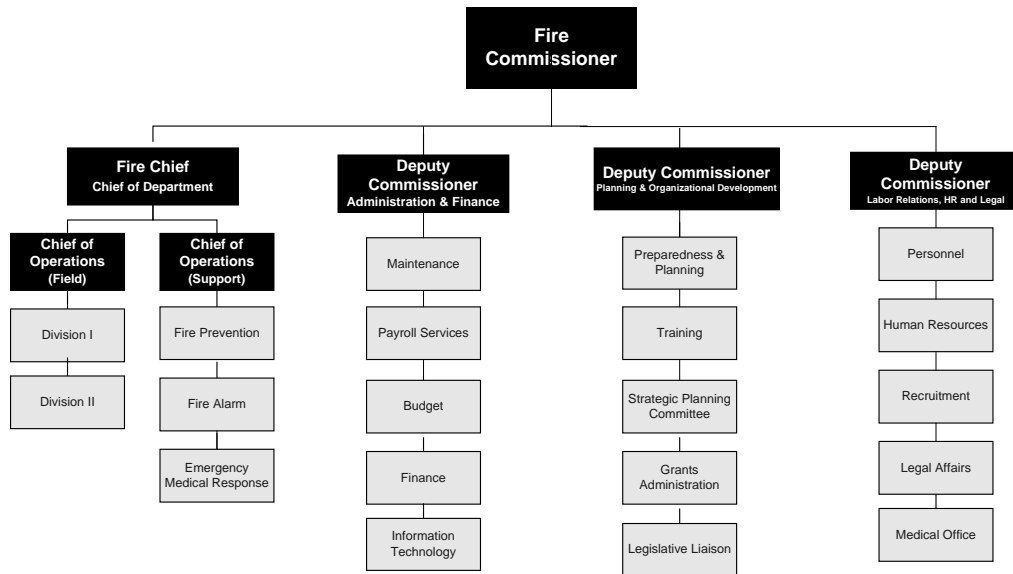 Fire
Commissioner
Fire Chief
Chief of Department
Deputy
Commissioner
Administration & Finance
Deputy Commissioner
Planning & Organizational Development
Deputy
Commissioner
Labor Relations, HR and Legal
Chief of
Operations
(Field)
Chief of
Operations
(Support)
Division I
Division II
Fire Prevention
Fire Alarm
Emergency
Medical Response
Maintenance
Payroll Services
Budget
Finance
Information
Technology
Preparedness &
Planning
Training
Strategic Planning
Committee
Grants
Administration
Legislative Liaison
Personnel
Human Resources
Recruitment
Legal Affairs
Medical Office